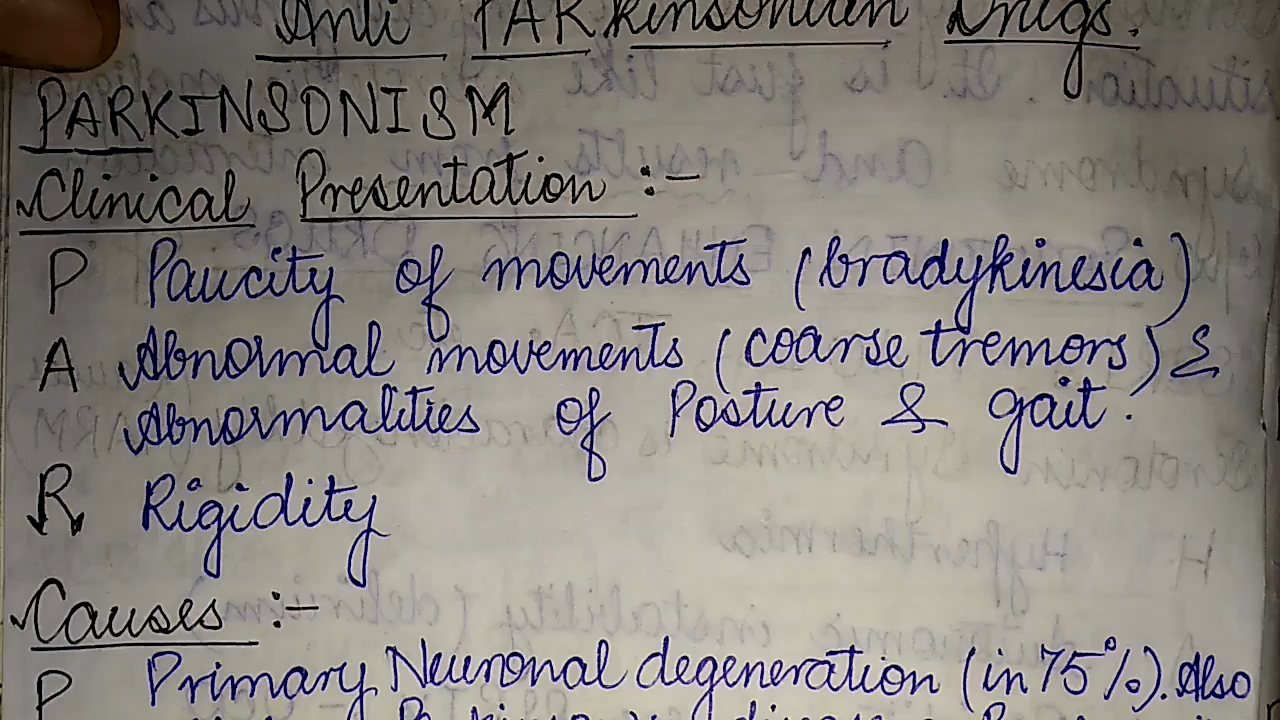 Anti PARkinsonian Drugs.
PARKINSONISM
Clinical Presentation :-
P Paucity of movements (bradykinesia)
A Abnormal movements (coarse tremors) &
Abnormalities of Posture & gait.
R Rigidity
Causes :-
P Primary Neuronal degeneration (in 75%). Also